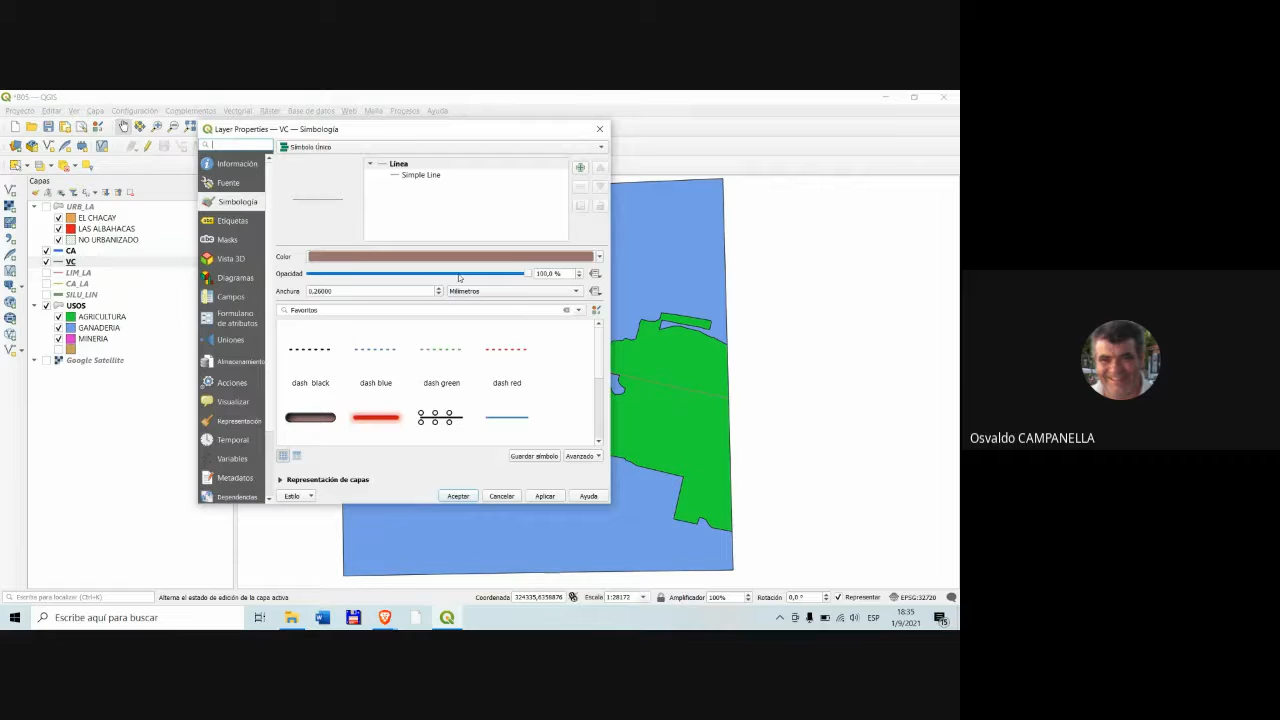 *B05 — QGIS
Proyecto Editar Ver Capa Configuración Complementos Vectorial Ráster Base de datos Web Malla Procesos Ayuda
Layer Properties — VC — Simbología
Símbolo Único
Información
Fuente
Simbología
Etiquetas
Masks
Vista 3D
Diagramas
Campos
Formulario
de atributos
Uniones
Almacenamiento
Acciones
Visualizar
Representación
Temporal
Variables
Metadatos
Dependencias
Línea
Simple Line
Color
Opacidad 100,0 %
Anchura 0,26000 Milímetros
Favoritos
dash black dash blue dash green dash red
Guardar símbolo Avanzado
Representación de capas
Estilo Aceptar Cancelar Aplicar Ayuda
Capas
URB_LA
EL CHACAY
LAS ALBAHACAS
NO URBANIZADO
CA
VC
LIM_LA
CA_LA
SILU_LIN
USOS
AGRICULTURA
GANADERIA
MINERIA
Google Satellite
Osvaldo CAMPANELLA
Escribe para localizar (Ctrl+K) Alterna el estado de edición de la capa activa Coordenada 324335,6358876 Escala 1:28172 Amplificador 100% Rotación 0,0 ° Representar EPSG:32720
Escribe aquí para buscar ESP 18:35
1/9/2021 15